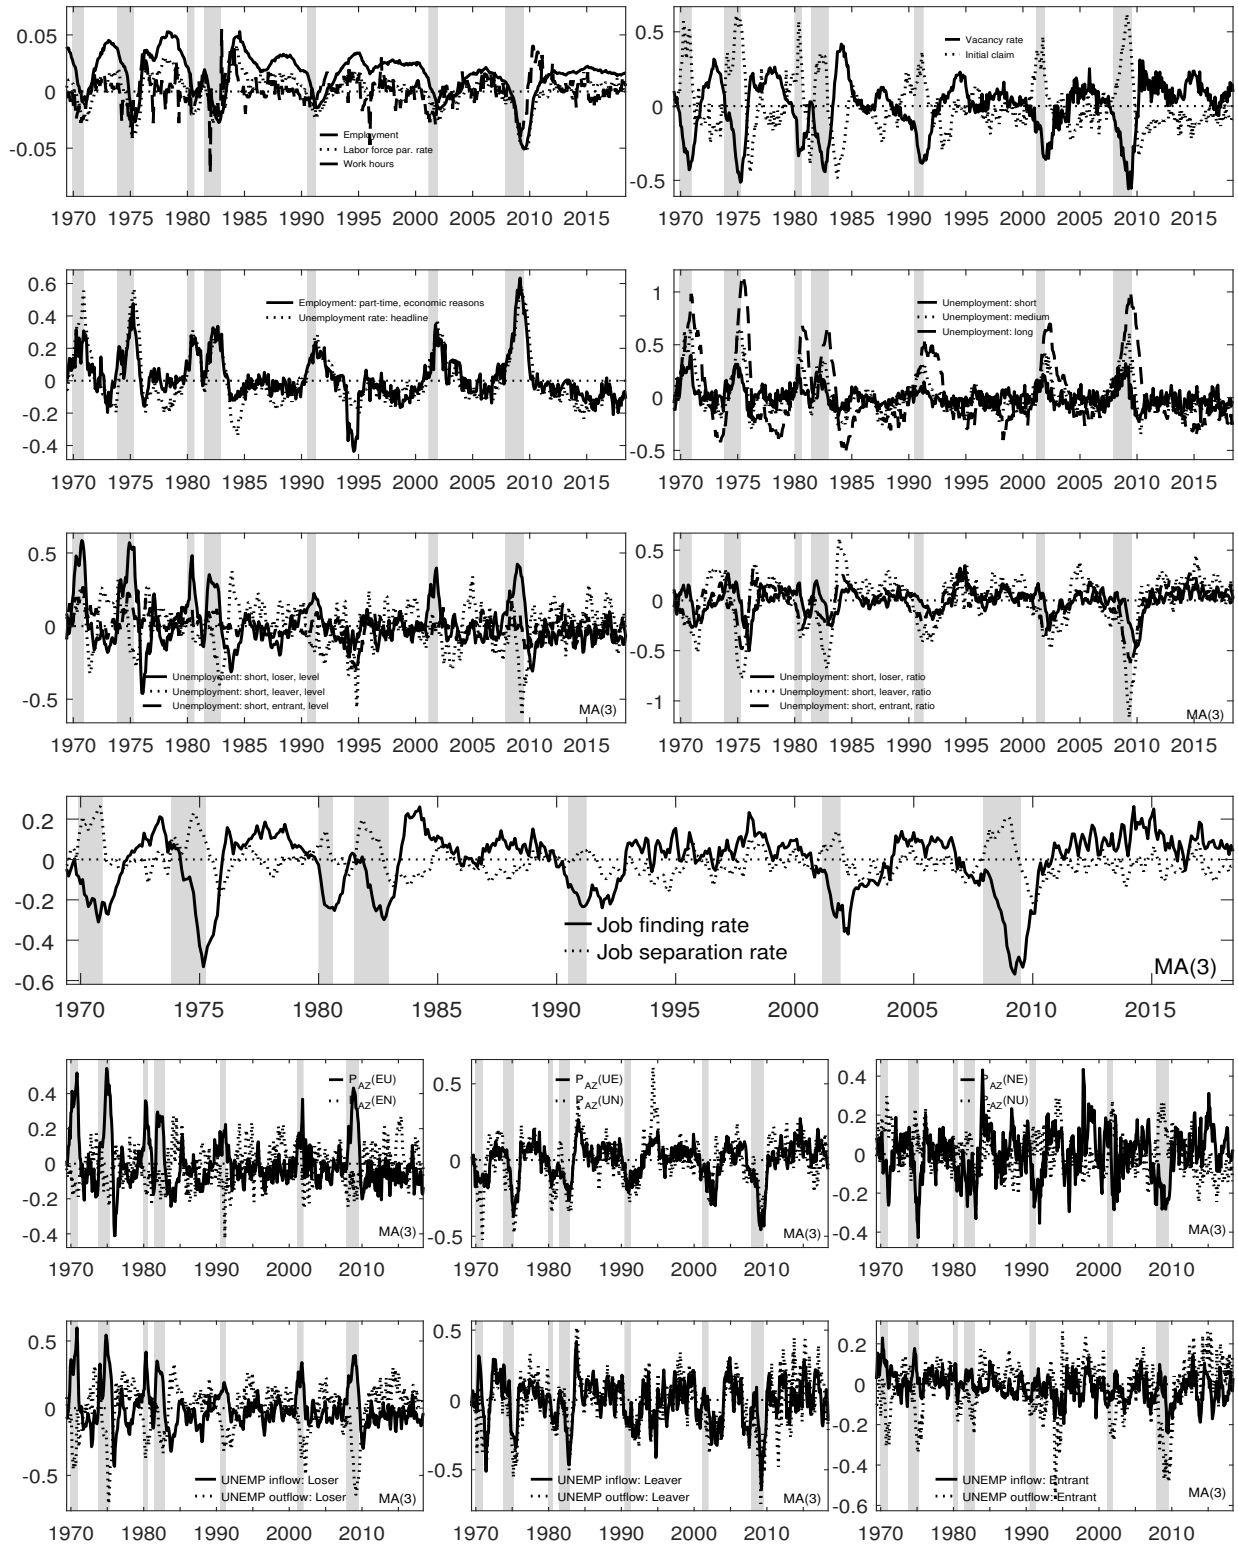 0.05
0
-0.05
1970 1975 1980 1985 1990 1995 2000 2005 2010 2015
Employment
Labor force par. rate
Work hours
0.5
0
-0.5
1970 1975 1980 1985 1990 1995 2000 2005 2010 2015
Vacancy rate
Initial claim
0.6
0.4
0.2
0
-0.2
-0.4
1970 1975 1980 1985 1990 1995 2000 2005 2010 2015
Employment: part-time, economic reasons
Unemployment rate: headline
1
0.5
0
-0.5
1970 1975 1980 1985 1990 1995 2000 2005 2010 2015
Unemployment: short
Unemployment: medium
Unemployment: long
0.5
0
-0.5
1970 1975 1980 1985 1990 1995 2000 2005 2010 2015
Unemployment: short, loser, level
Unemployment: short, leaver, level
Unemployment: short, entrant, level
MA(3)
0.5
0
-0.5
-1
1970 1975 1980 1985 1990 1995 2000 2005 2010 2015
Unemployment: short, loser, ratio
Unemployment: short, leaver, ratio
Unemployment: short, entrant, ratio
MA(3)
0.2
0
-0.2
-0.4
-0.6
1970 1975 1980 1985 1990 1995 2000 2005 2010 2015
Job finding rate
Job separation rate
MA(3)
0.4
0.2
0
-0.2
-0.4
1970 1980 1990 2000 2010
P_AZ(EU)
P_AZ(EN)
MA(3)
0.5
0
-0.5
1970 1980 1990 2000 2010
P_AZ(UE)
P_AZ(UN)
MA(3)
0.4
0.2
0
-0.2
-0.4
1970 1980 1990 2000 2010
P_AZ(NE)
P_AZ(NU)
MA(3)
0.5
0
-0.5
1970 1980 1990 2000 2010
UNEMP inflow: Loser
UNEMP outflow: Loser
MA(3)
0.5
0
-0.5
1970 1980 1990 2000 2010
UNEMP inflow: Leaver
UNEMP outflow: Leaver
MA(3)
0.2
0
-0.2
-0.4
-0.6
1970 1980 1990 2000 2010
UNEMP inflow: Entrant
UNEMP outflow: Entrant
MA(3)